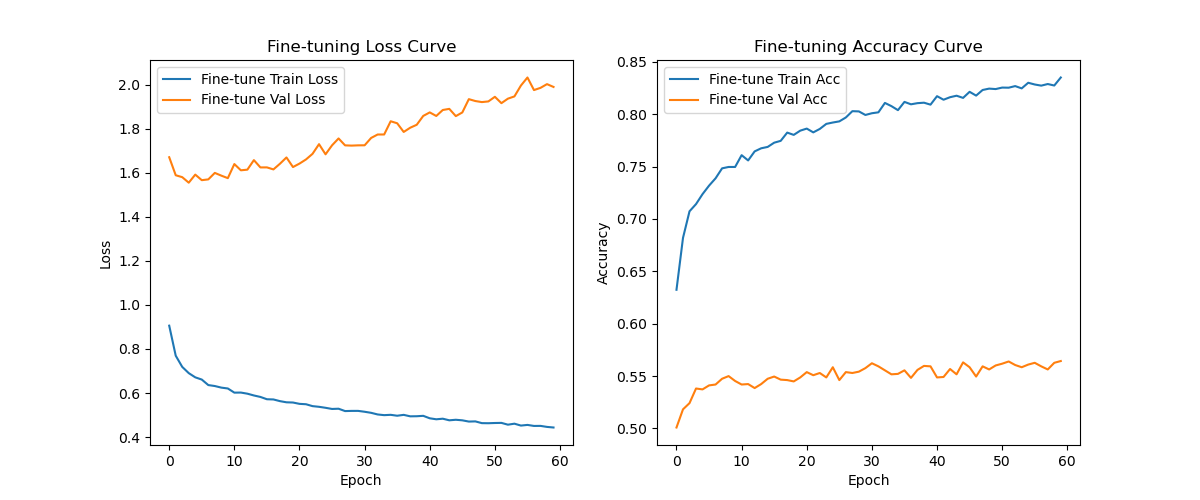 Fine-tuning Loss Curve
Fine-tune Train Loss
Fine-tune Val Loss
2.0
1.8
1.6
1.4
1.2
1.0
0.8
0.6
0.4
Loss
0 10 20 30 40 50 60
Epoch
Fine-tuning Accuracy Curve
Fine-tune Train Acc
Fine-tune Val Acc
0.85
0.80
0.75
0.70
0.65
0.60
0.55
0.50
Accuracy
0 10 20 30 40 50 60
Epoch